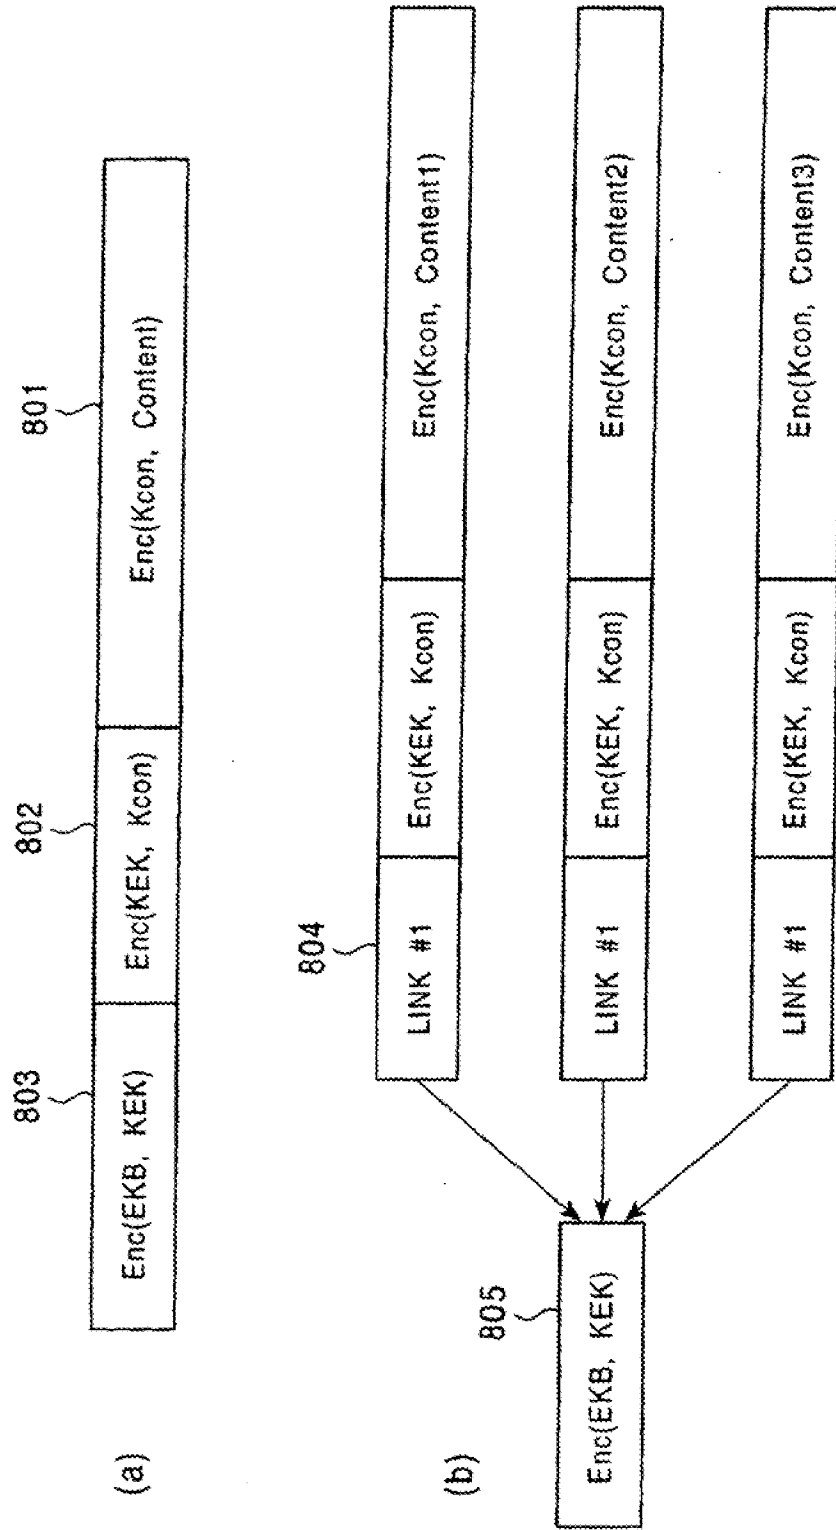 (a)
803
802
801
Enc(EKB, KEK)
Enc(KEK, Kcon)
Enc(Kcon, Content)
(b)
804
LINK #1
Enc(KEK, Kcon)
Enc(Kcon, Content1)
805
Enc(EKB, KEK)
LINK #1
Enc(KEK, Kcon)
Enc(Kcon, Content2)
LINK #1
Enc(KEK, Kcon)
Enc(Kcon, Content3)